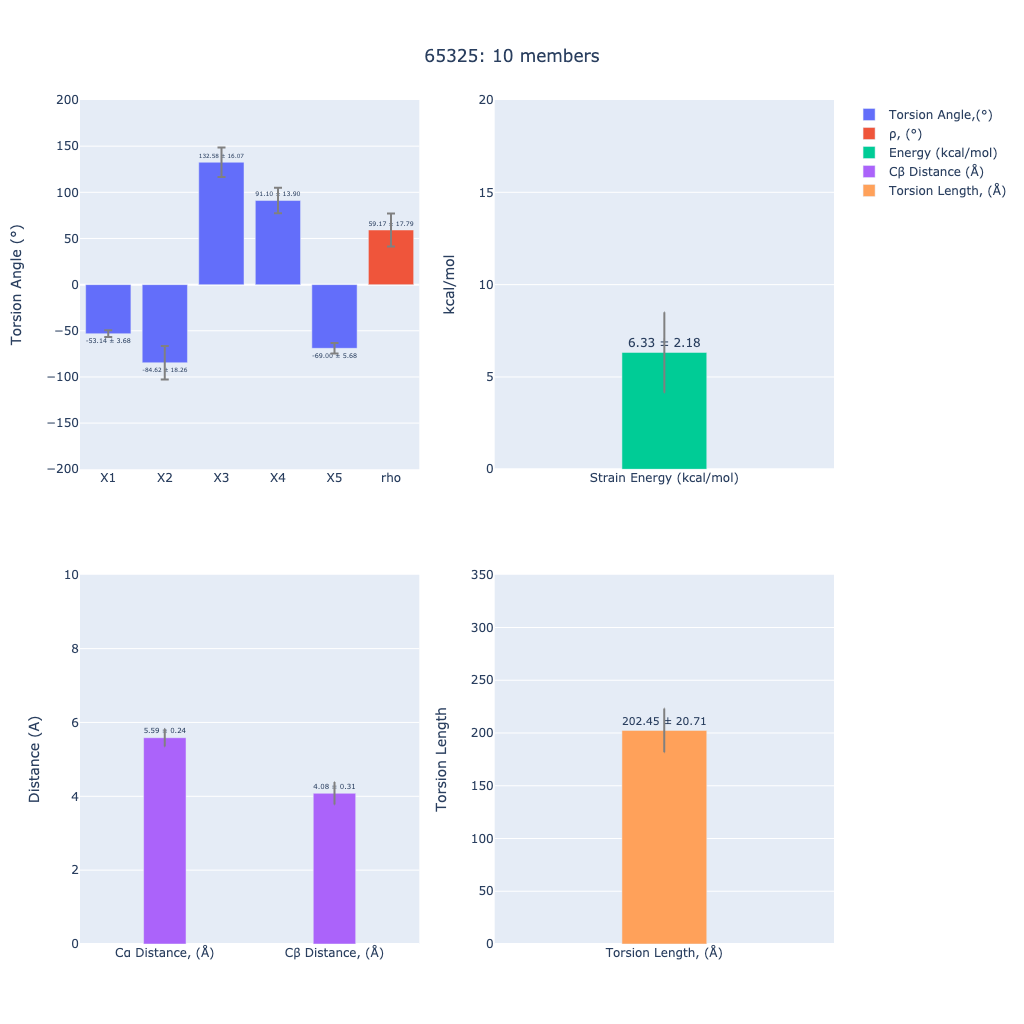 65325: 10 members
200
150
100
50
0
−50
−100
−150
−200
Torsion Angle (°)
132.58 ± 16.07
91.10 ± 13.90
59.17 ± 17.79
-53.14 ± 3.68
-84.62 ± 18.26
-69.00 ± 5.68
X1 X2 X3 X4 X5 rho
20
15
10
5
0
kcal/mol
6.33 ± 2.18
Strain Energy (kcal/mol)
Torsion Angle,(°)
ρ, (°)
Energy (kcal/mol)
Cβ Distance (Å)
Torsion Length, (Å)
10
8
6
4
2
0
Distance (A)
5.59 ± 0.24
4.08 ± 0.31
Cα Distance, (Å) Cβ Distance, (Å)
350
300
250
200
150
100
50
0
Torsion Length
202.45 ± 20.71
Torsion Length, (Å)